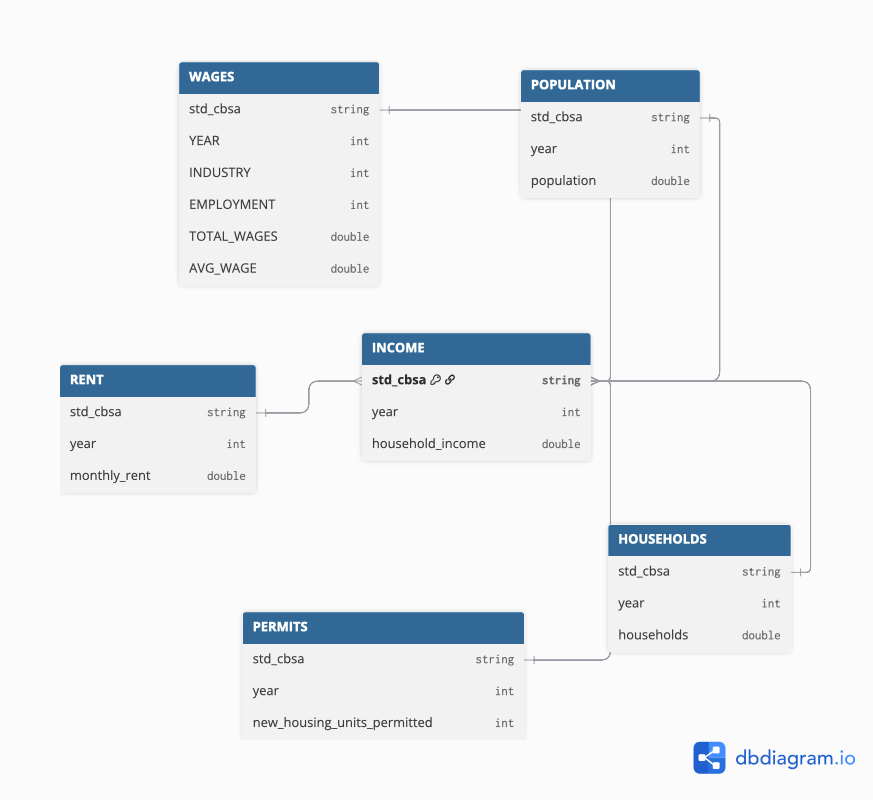 WAGES
std_cbsa string
YEAR int
INDUSTRY int
EMPLOYMENT int
TOTAL_WAGES double
AVG_WAGE double
POPULATION
std_cbsa string
year int
population double
INCOME
std_cbsa string
year int
household_income double
RENT
std_cbsa string
year int
monthly_rent double
HOUSEHOLDS
std_cbsa string
year int
households double
PERMITS
std_cbsa string
year int
new_housing_units_permitted int
dbdiagram.io